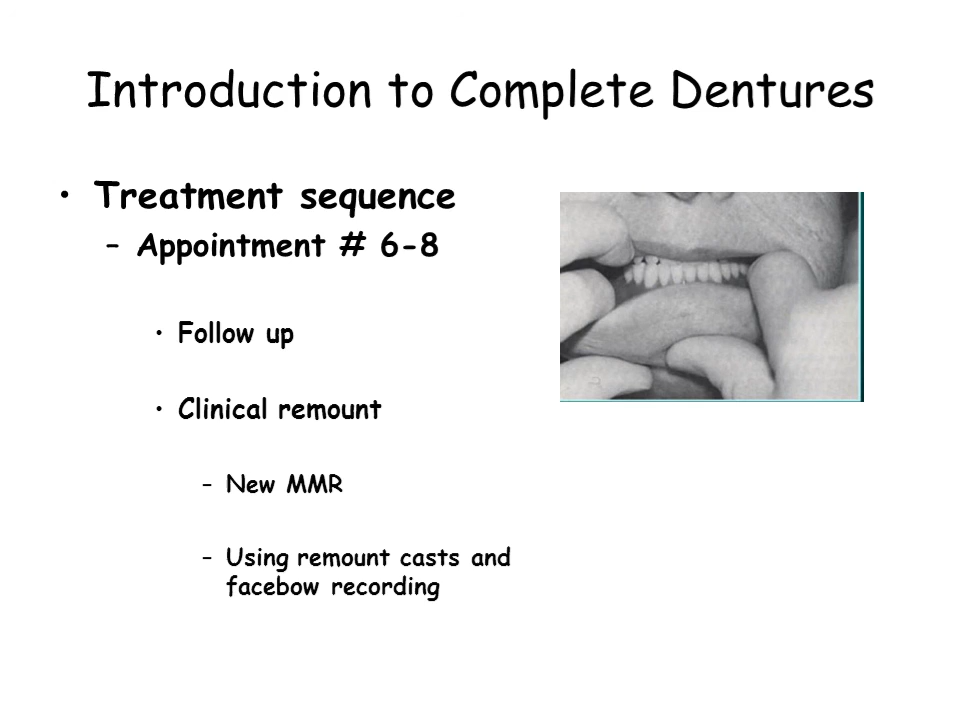 Introduction to Complete Dentures
• Treatment sequence
– Appointment # 6-8
• Follow up
• Clinical remount
– New MMR
– Using remount casts and
facebow recording